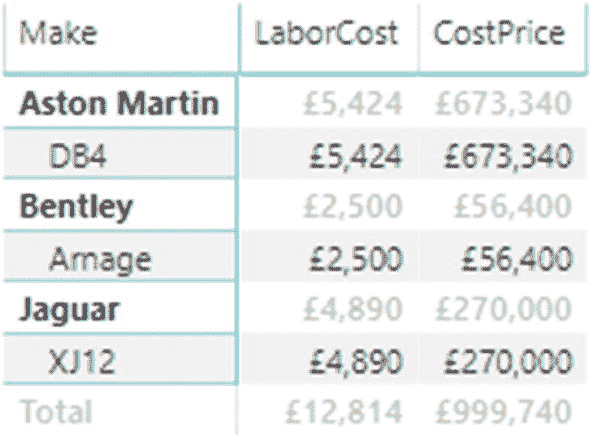 Make LaborCost CostPrice
Aston Martin £5,424 £673,340
DB4 £5,424 £673,340
Bentley £2,500 £56,400
Arnage £2,500 £56,400
Jaguar £4,890 £270,000
XJ12 £4,890 £270,000
Total £12,814 £999,740